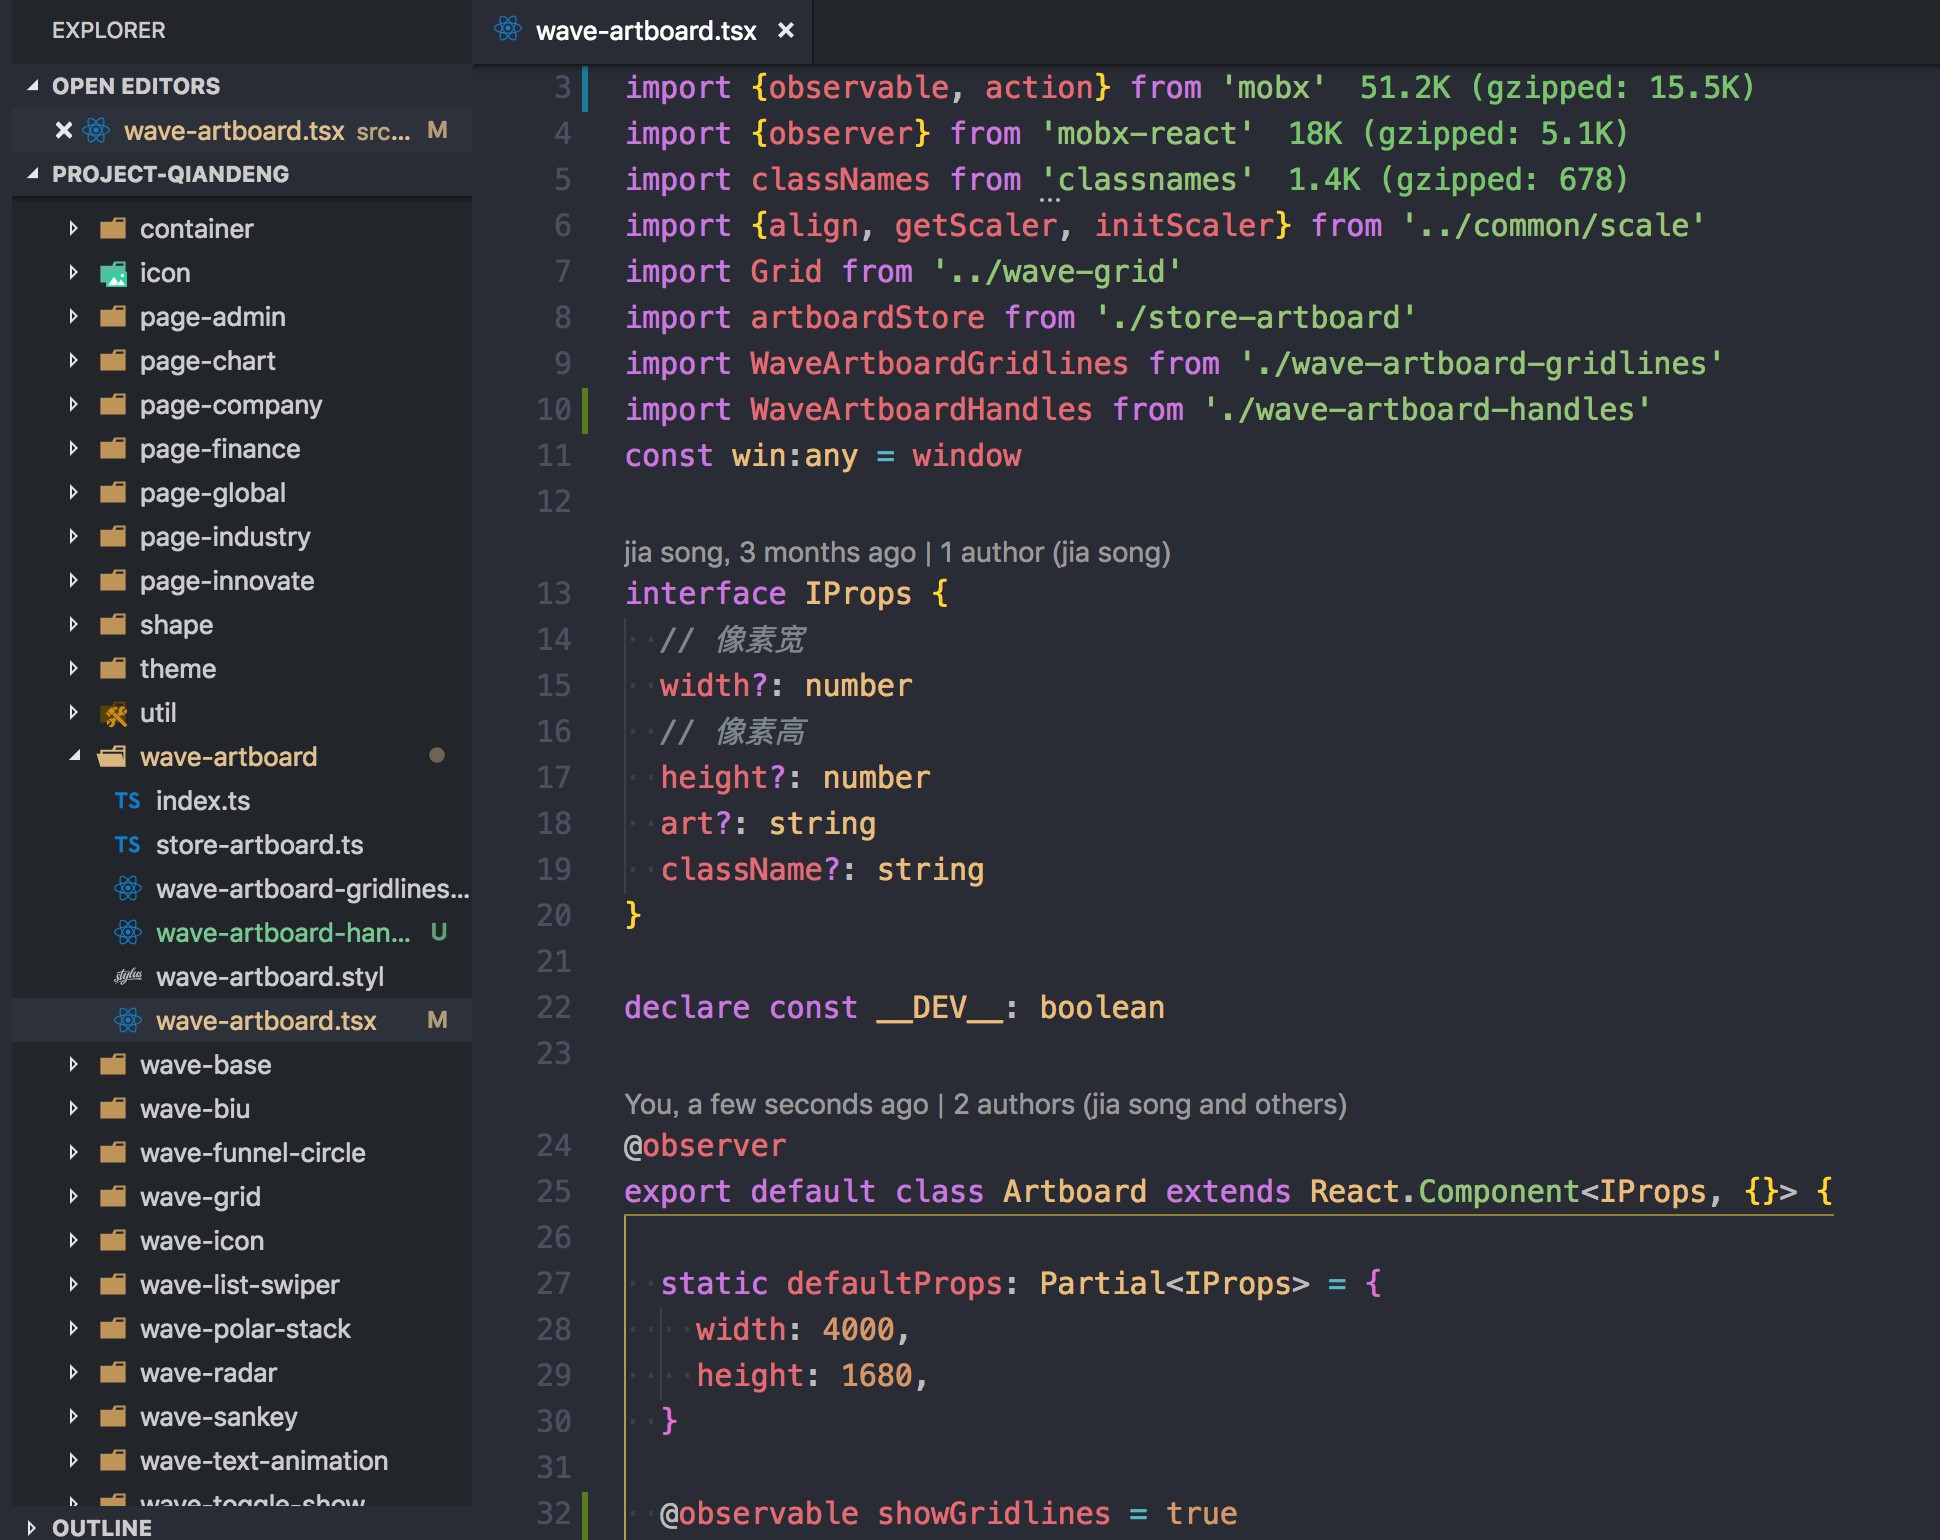 EXPLORER
OPEN EDITORS
wave-artboard.tsx src... M
PROJECT-QIANDENG
container
icon
page-admin
page-chart
page-company
page-finance
page-global
page-industry
page-innovate
shape
theme
util
wave-artboard
TS index.ts
TS store-artboard.ts
wave-artboard-gridlines...
wave-artboard-han... U
stylus wave-artboard.styl
wave-artboard.tsx M
wave-base
wave-biu
wave-funnel-circle
wave-grid
wave-icon
wave-list-swiper
wave-polar-stack
wave-radar
wave-sankey
wave-text-animation
wave-toggle-show
OUTLINE
wave-artboard.tsx
3 import {observable, action} from 'mobx' 51.2K (gzipped: 15.5K)
4 import {observer} from 'mobx-react' 18K (gzipped: 5.1K)
5 import classNames from 'classnames' 1.4K (gzipped: 678)
6 import {align, getScaler, initScaler} from '../common/scale'
7 import Grid from '../wave-grid'
8 import artboardStore from './store-artboard'
9 import WaveArtboardGridlines from './wave-artboard-gridlines'
10 import WaveArtboardHandles from './wave-artboard-handles'
11 const win:any = window
12
jia song, 3 months ago | 1 author (jia song)
13 interface IProps {
14 // 像素宽
15 width?: number
16 // 像素高
17 height?: number
18 art?: string
19 className?: string
20 }
21
22 declare const __DEV__: boolean
23
You, a few seconds ago | 2 authors (jia song and others)
24 @observer
25 export default class Artboard extends React.Component<IProps, {}> {
26
27 static defaultProps: Partial<IProps> = {
28 width: 4000,
29 height: 1680,
30 }
31
32 @observable showGridlines = true